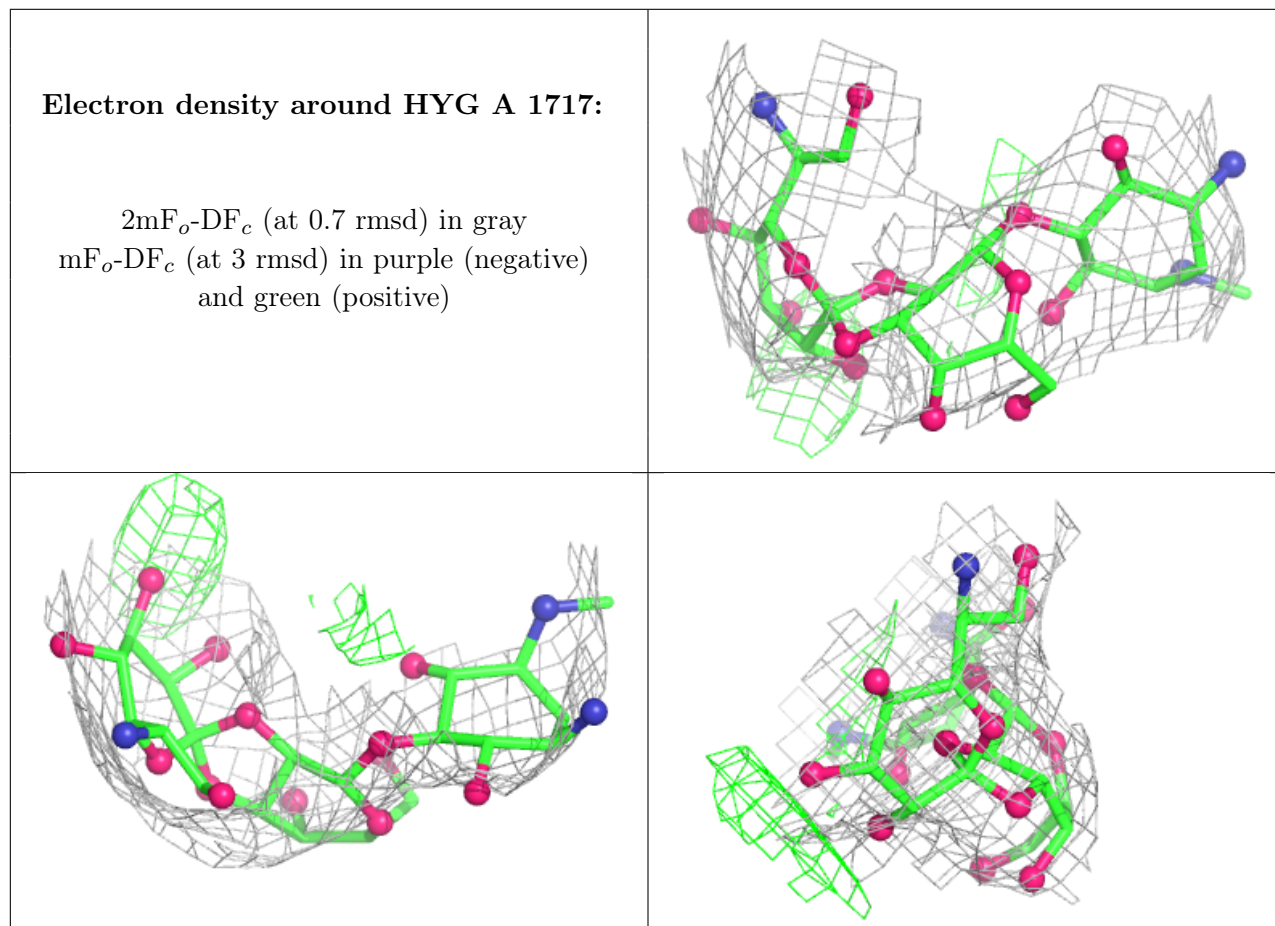 Electron density around HYG A 1717:
2mFo-DFc (at 0.7 rmsd) in gray
mFo-DFc (at 3 rmsd) in purple (negative)
and green (positive)